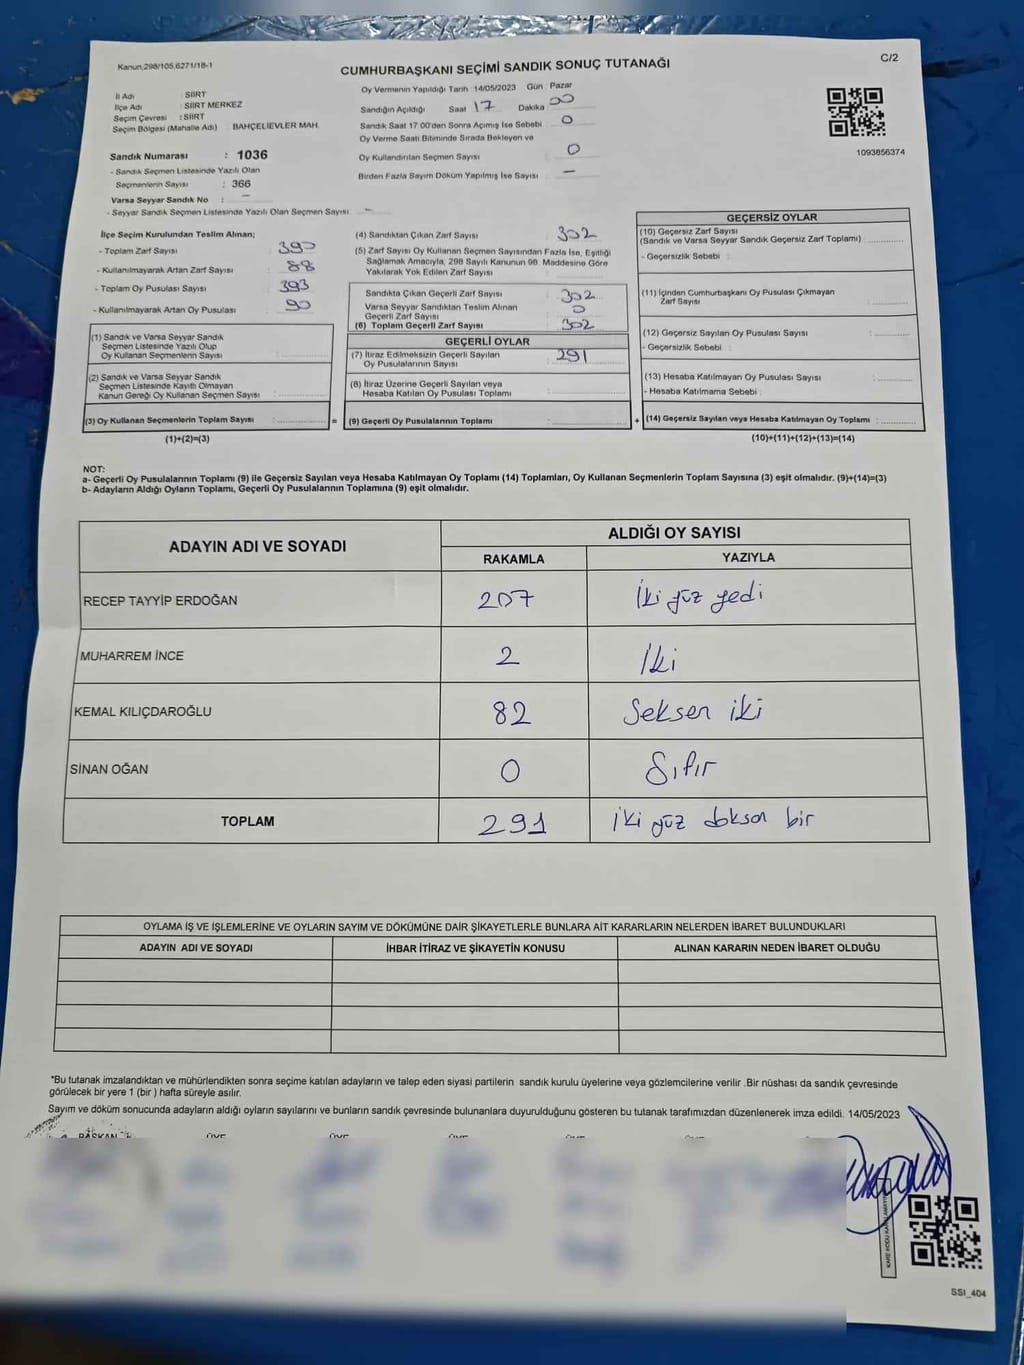 Kanun,298/105,6271/18-1
CUMHURBAŞKANI SEÇİMİ SANDIK SONUÇ TUTANAĞI
C/2
İl Adı : SİİRT
İlçe Adı : SİİRT MERKEZ
Seçim Çevresi : SİİRT
Seçim Bölgesi (Mahalle Adı) BAHÇELİEVLER MAH.
Sandık Numarası : 1036
- Sandık Seçmen Listesinde Yazılı Olan
Seçmenlerin Sayısı : 366
Varsa Seyyar Sandık No : -
- Seyyar Sandık Seçmen Listesinde Yazılı Olan Seçmen Sayısı : -
Oy Vermenin Yapıldığı Tarih :14/05/2023 Gün : Pazar
Sandığın Açıldığı Saat 17 Dakika 00
Sandık Saat 17.00'den Sonra Açımış İse Sebebi : 0
Oy Verme Saati Bitiminde Sırada Bekleyen ve
Oy Kullandırılan Seçmen Sayısı : 0
Birden Fazla Sayım Döküm Yapılmış İse Sayısı : -
1093856374
İlçe Seçim Kurulundan Teslim Alınan;
- Toplam Zarf Sayısı : 390
- Kullanılmayarak Artan Zarf Sayısı : 88
- Toplam Oy Pusulası Sayısı : 393
- Kullanılmayarak Artan Oy Pusulası : 90
(1) Sandık ve Varsa Seyyar Sandık
Seçmen Listesinde Yazılı Olup
Oy Kullanan Seçmenlerin Sayısı :
(2) Sandık ve Varsa Seyyar Sandık
Seçmen Listesinde Kayıtlı Olmayan
Kanun Gereği Oy Kullanan Seçmen Sayısı :
(3) Oy Kullanan Seçmenlerin Toplam Sayısı :
(1)+(2)=(3)
(4) Sandıktan Çıkan Zarf Sayısı : 302
(5) Zarf Sayısı Oy Kullanan Seçmen Sayısından Fazla İse, Eşitliği
Sağlamak Amacıyla, 298 Sayılı Kanunun 98. Maddesine Göre
Yakılarak Yok Edilen Zarf Sayısı :
Sandıkta Çıkan Geçerli Zarf Sayısı : 302
Varsa Seyyar Sandıktan Teslim Alınan
Geçerli Zarf Sayısı : 0
(6) Toplam Geçerli Zarf Sayısı : 302
GEÇERLİ OYLAR
(7) İtiraz Edilmeksizin Geçerli Sayılan
Oy Pusulalarının Sayısı : 291
(8) İtiraz Üzerine Geçerli Sayılan veya
Hesaba Katılan Oy Pusulası Toplamı :
= (9) Geçerli Oy Pusulalarının Toplamı :
GEÇERSİZ OYLAR
(10) Geçersiz Zarf Sayısı
(Sandık ve Varsa Seyyar Sandık Geçersiz Zarf Toplamı) :
- Geçersizlik Sebebi :
(11) İçinden Cumhurbaşkanı Oy Pusulası Çıkmayan
Zarf Sayısı :
(12) Geçersiz Sayılan Oy Pusulası Sayısı :
- Geçersizlik Sebebi :
(13) Hesaba Katılmayan Oy Pusulası Sayısı :
- Hesaba Katılmama Sebebi :
+ (14) Geçersiz Sayılan veya Hesaba Katılmayan Oy Toplamı :
(10)+(11)+(12)+(13)=(14)
NOT:
a- Geçerli Oy Pusulalarının Toplamı (9) ile Geçersiz Sayılan veya Hesaba Katılmayan Oy Toplamı (14) Toplamları, Oy Kullanan Seçmenlerin Toplam Sayısına (3) eşit olmalıdır. (9)+(14)=(3)
b- Adayların Aldığı Oyların Toplamı, Geçerli Oy Pusulalarının Toplamına (9) eşit olmalıdır.
ADAYIN ADI VE SOYADI
ALDIĞI OY SAYISI
RAKAMLA YAZIYLA
RECEP TAYYİP ERDOĞAN 207 İki yüz yedi
MUHARREM İNCE 2 İki
KEMAL KILIÇDAROĞLU 82 Seksen iki
SİNAN OĞAN 0 Sıfır
TOPLAM 291 İki yüz doksan bir
OYLAMA İŞ VE İŞLEMLERİNE VE OYLARIN SAYIM VE DÖKÜMÜNE DAİR ŞİKAYETLERLE BUNLARA AİT KARARLARIN NELERDEN İBARET BULUNDUKLARI
ADAYIN ADI VE SOYADI İHBAR İTİRAZ VE ŞİKAYETİN KONUSU ALINAN KARARIN NEDEN İBARET OLDUĞU
*Bu tutanak imzalandıktan ve mühürlendikten sonra seçime katılan adayların ve talep eden siyasi partilerin sandık kurulu üyelerine veya gözlemcilerine verilir .Bir nüshası da sandık çevresinde
görülecek bir yere 1 (bir ) hafta süreyle asılır.
Sayım ve döküm sonucunda adayların aldığı oyların sayılarını ve bunların sandık çevresinde bulunanlara duyurulduğunu gösteren bu tutanak tarafımızdan düzenlenerek imza edildi. 14/05/2023
BAŞKAN ÜYE ÜYE ÜYE ÜYE ÜYE
SSI_404